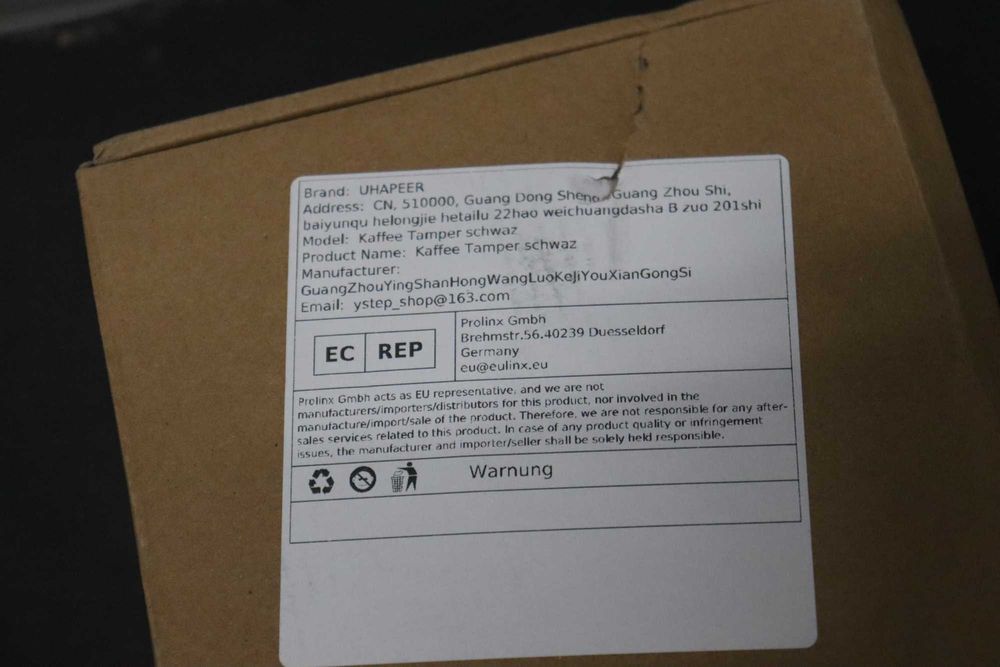 Brand: UHAPEER
Address: CN, 510000, Guang Dong Sheng, Guang Zhou Shi,
baiyunqu helongjie hetailu 22hao weichuangdasha B zuo 201shi
Model: Kaffee Tamper schwaz
Product Name: Kaffee Tamper schwaz
Manufacturer:
GuangZhouYingShanHongWangLuoKeJiYouXianGongSi
Email: ystep_shop@163.com
EC REP
Prolinx Gmbh
Brehmstr.56.40239 Duesseldorf
Germany
eu@eulinx.eu
Prolinx Gmbh acts as EU representative, and we are not
manufacturers/importers/distributors for this product, nor involved in the
manufacture/import/sale of the product. Therefore, we are not responsible for any after-
sales services related to this product. In case of any product quality or infringement
issues, the manufacturer and importer/seller shall be solely held responsible.
Warnung